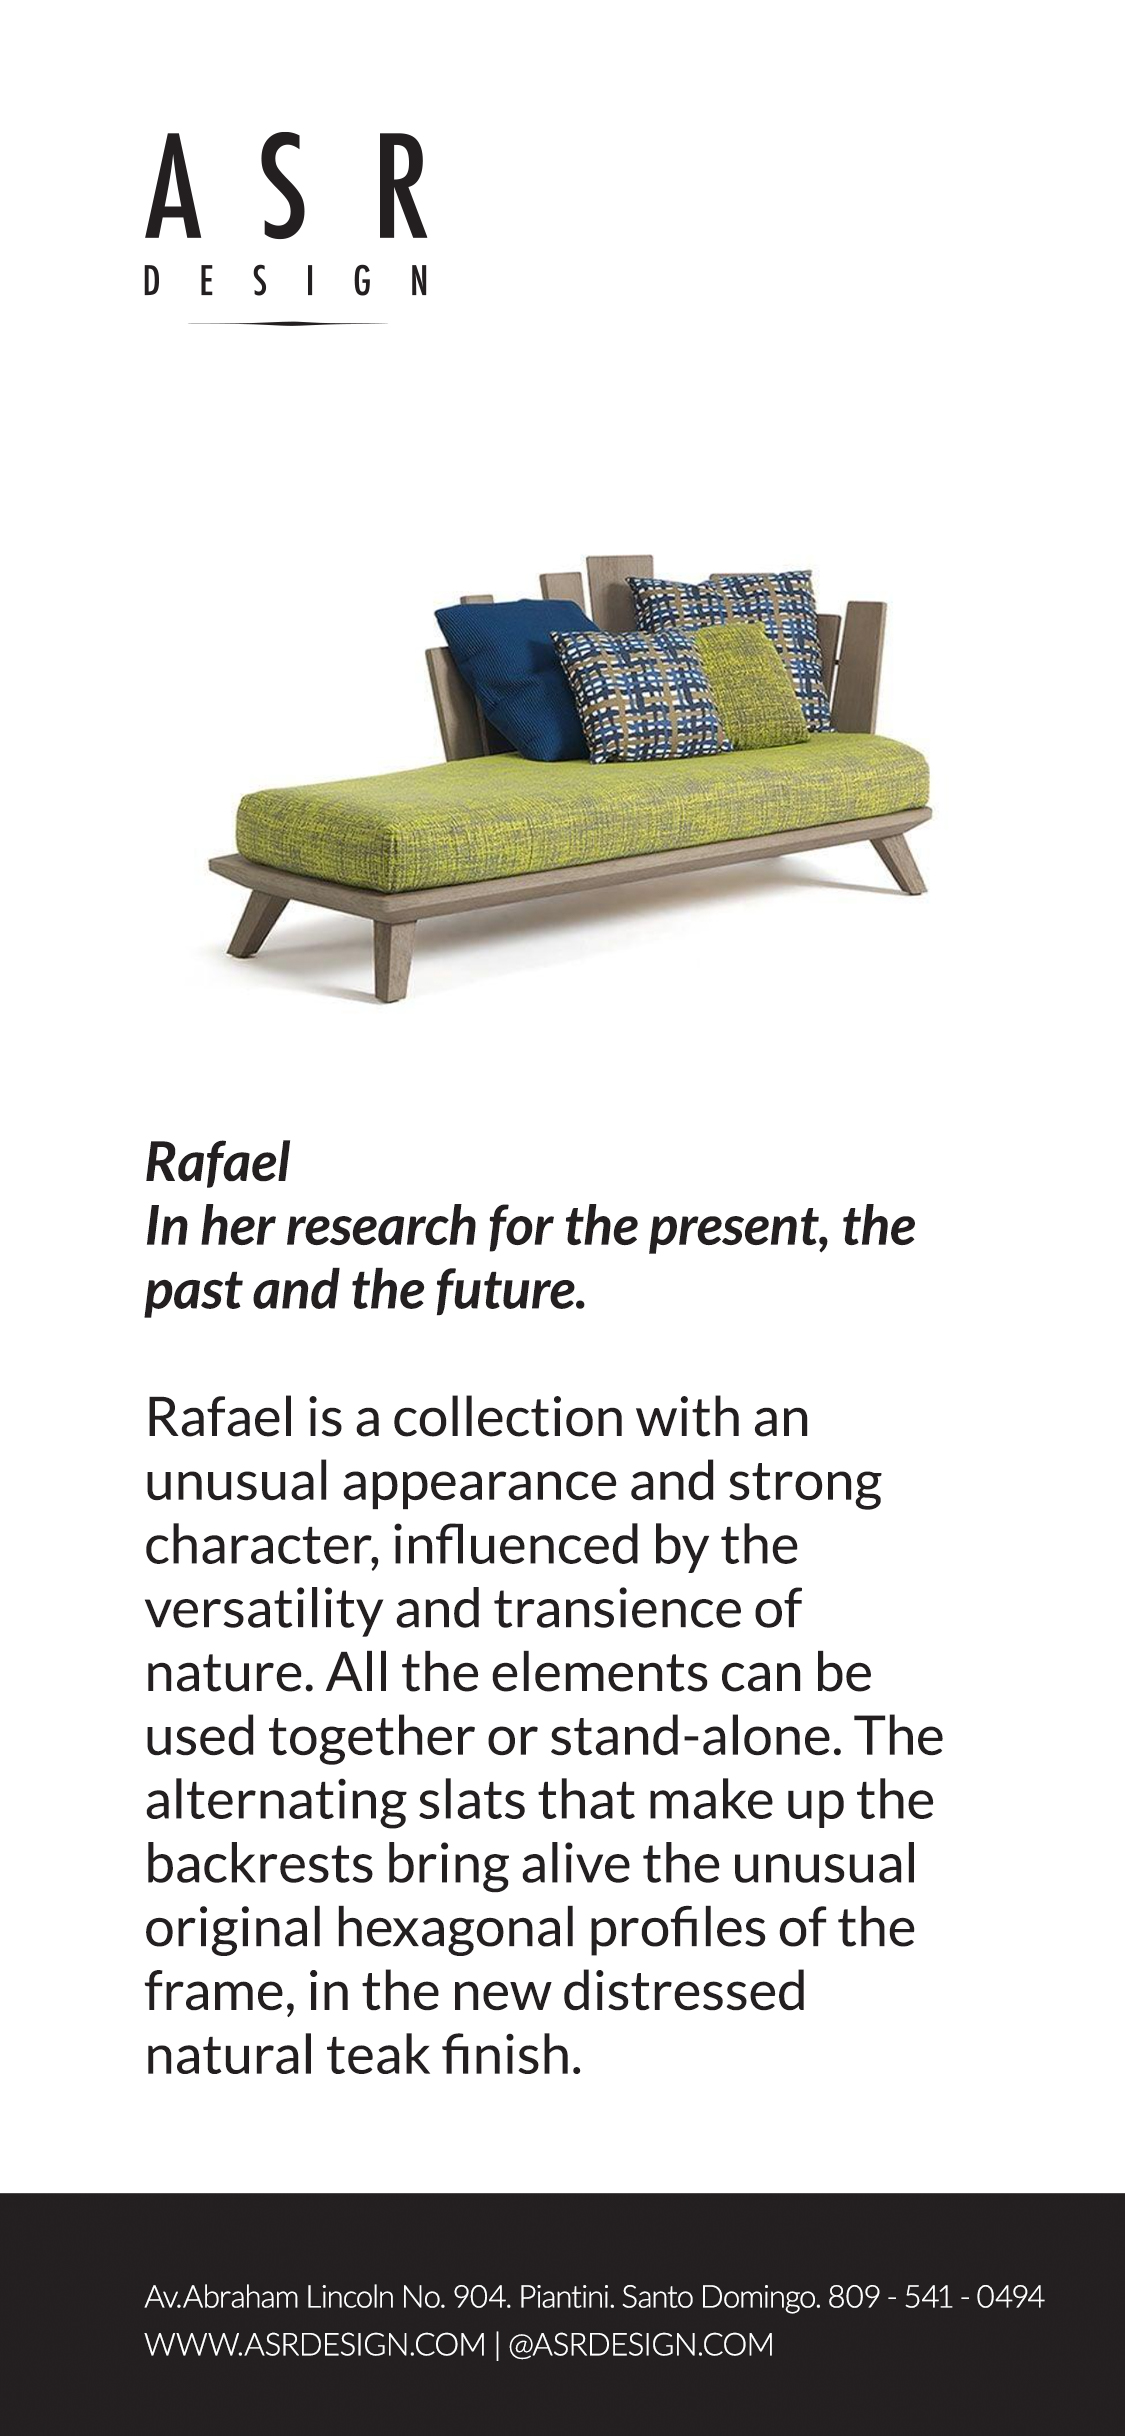 ASR
DESIGN
Rafael
In her research for the present, the
past and the future.
Rafael is a collection with an
unusual appearance and strong
character, influenced by the
versatility and transience of
nature. All the elements can be
used together or stand-alone. The
alternating slats that make up the
backrests bring alive the unusual
original hexagonal profiles of the
frame, in the new distressed
natural teak finish.
Av.Abraham Lincoln No. 904. Piantini. Santo Domingo. 809 - 541 - 0494
WWW.ASRDESIGN.COM | @ASRDESIGN.COM